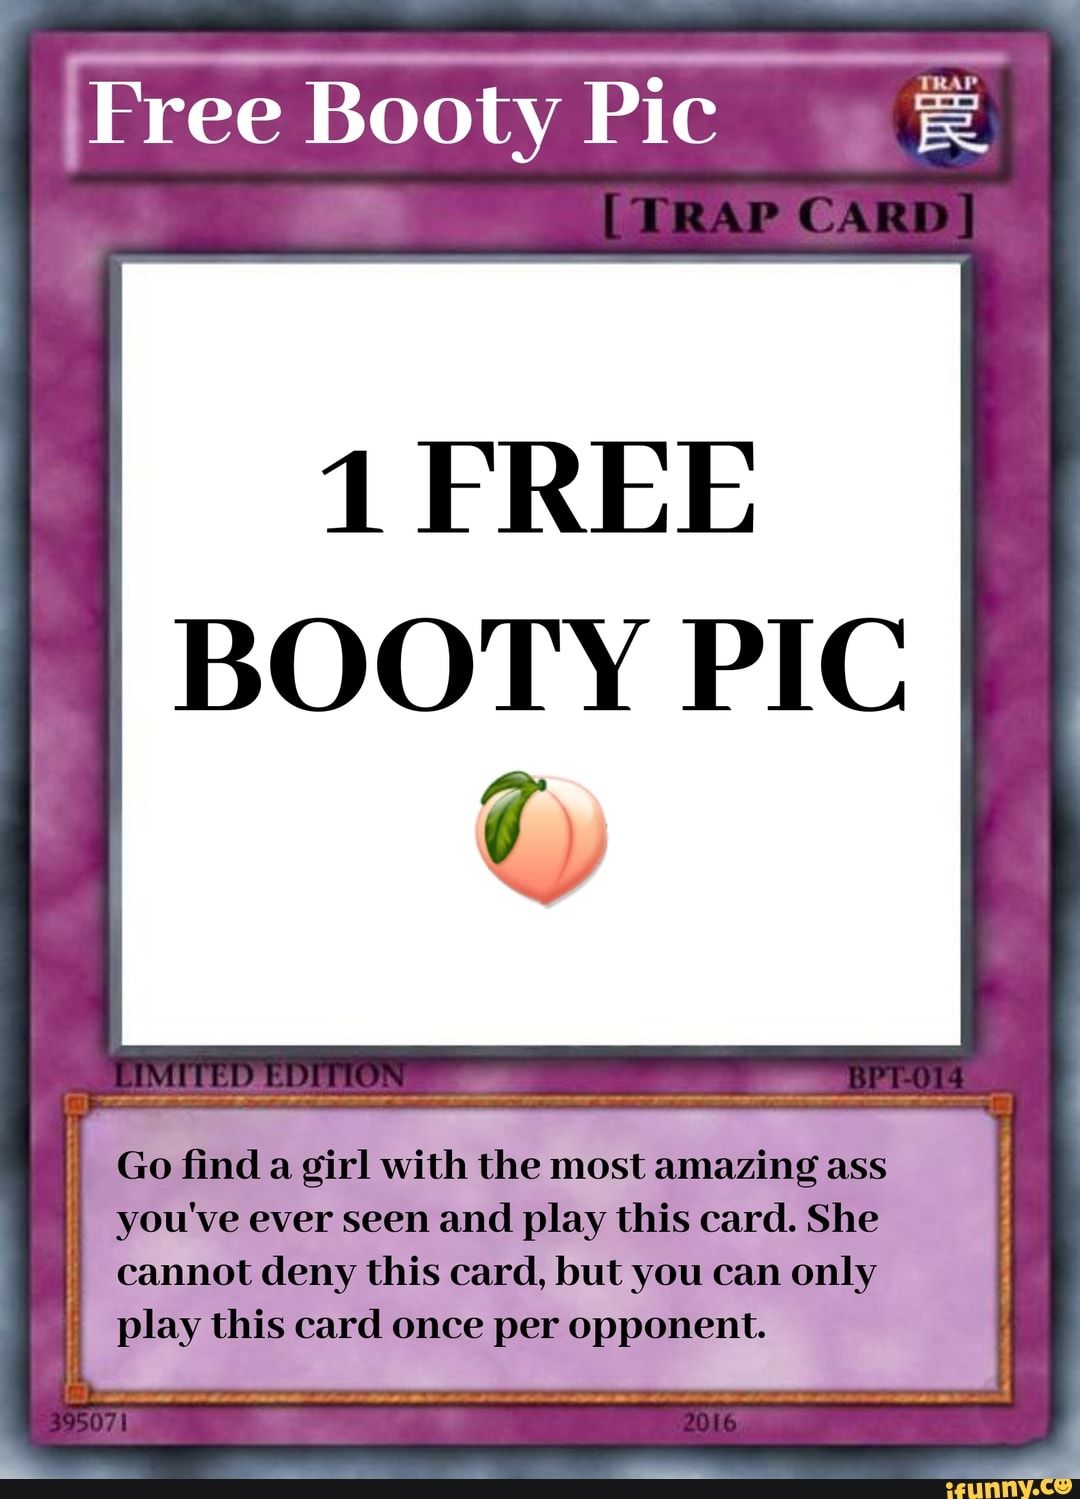 Free Booty Pic
TRAP
罠
[ TRAP CARD ]
1 FREE
BOOTY PIC
LIMITED EDITION
BPT-014
Go find a girl with the most amazing ass
you've ever seen and play this card. She
cannot deny this card, but you can only
play this card once per opponent.
395071
2016
ifunny.co